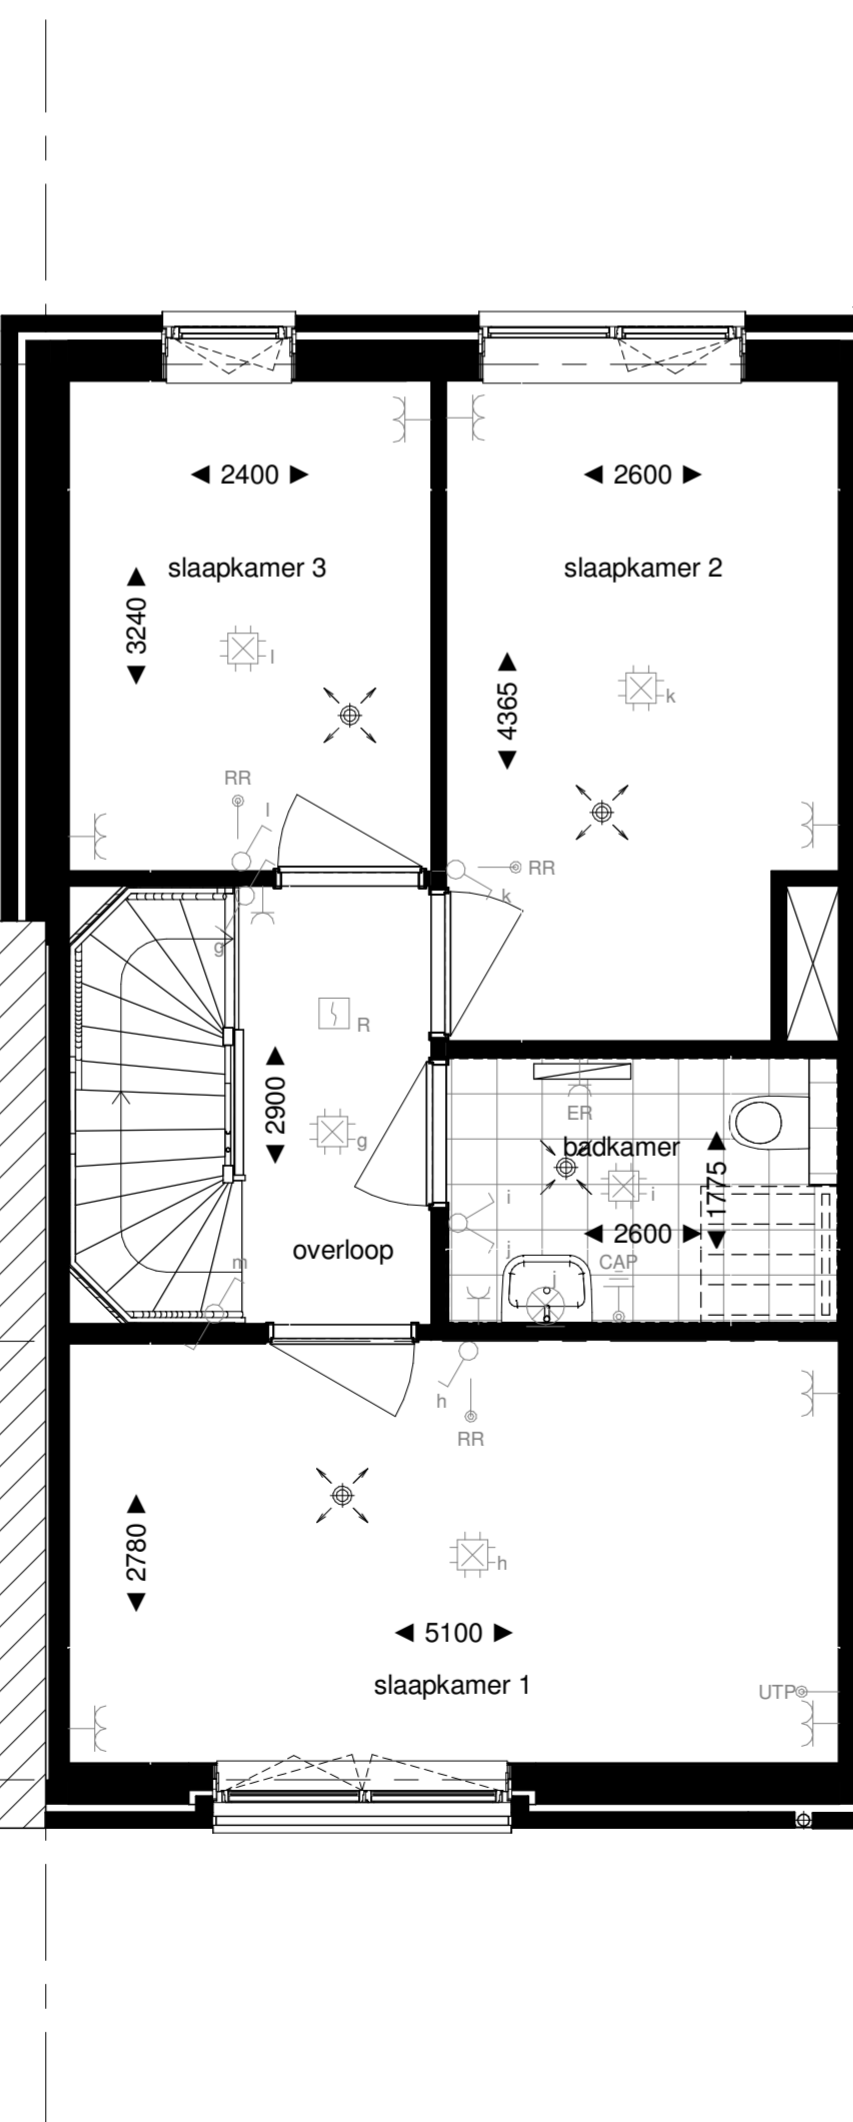 2400
2600
slaapkamer 3
slaapkamer 2
3240
l
k
4365
RR
l
RR
k
g
R
2900
g
ER
badkamer
1775
i
i
j
2600
overloop
CAP
m
j
h
RR
2780
h
5100
slaapkamer 1
UTP